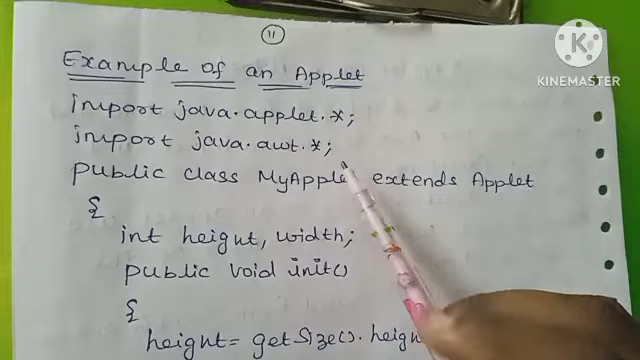 11
KINEMASTER
Example of an Applet
import java.applet.*;
import java.awt.*;
public class extends Applet
{
int height, width;
public void init()
{
height= getSize().